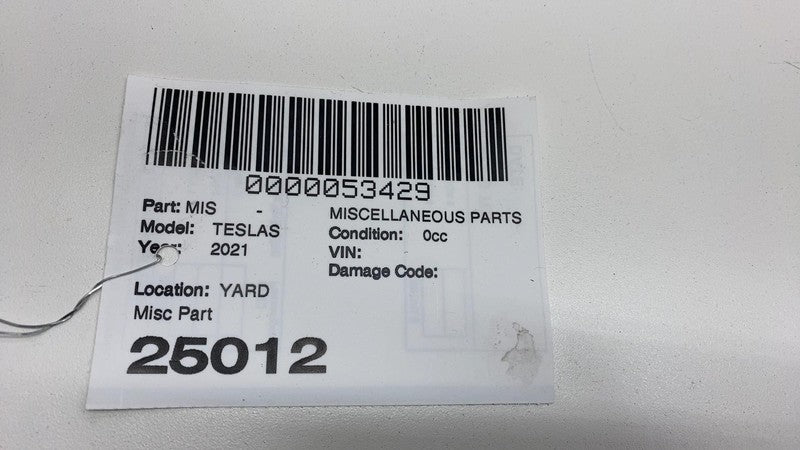 0000053429
Part: MIS - MISCELLANEOUS PARTS
Model: TESLAS Condition: 0cc
Year: 2021 VIN:
Damage Code:
Location: YARD
Misc Part
25012